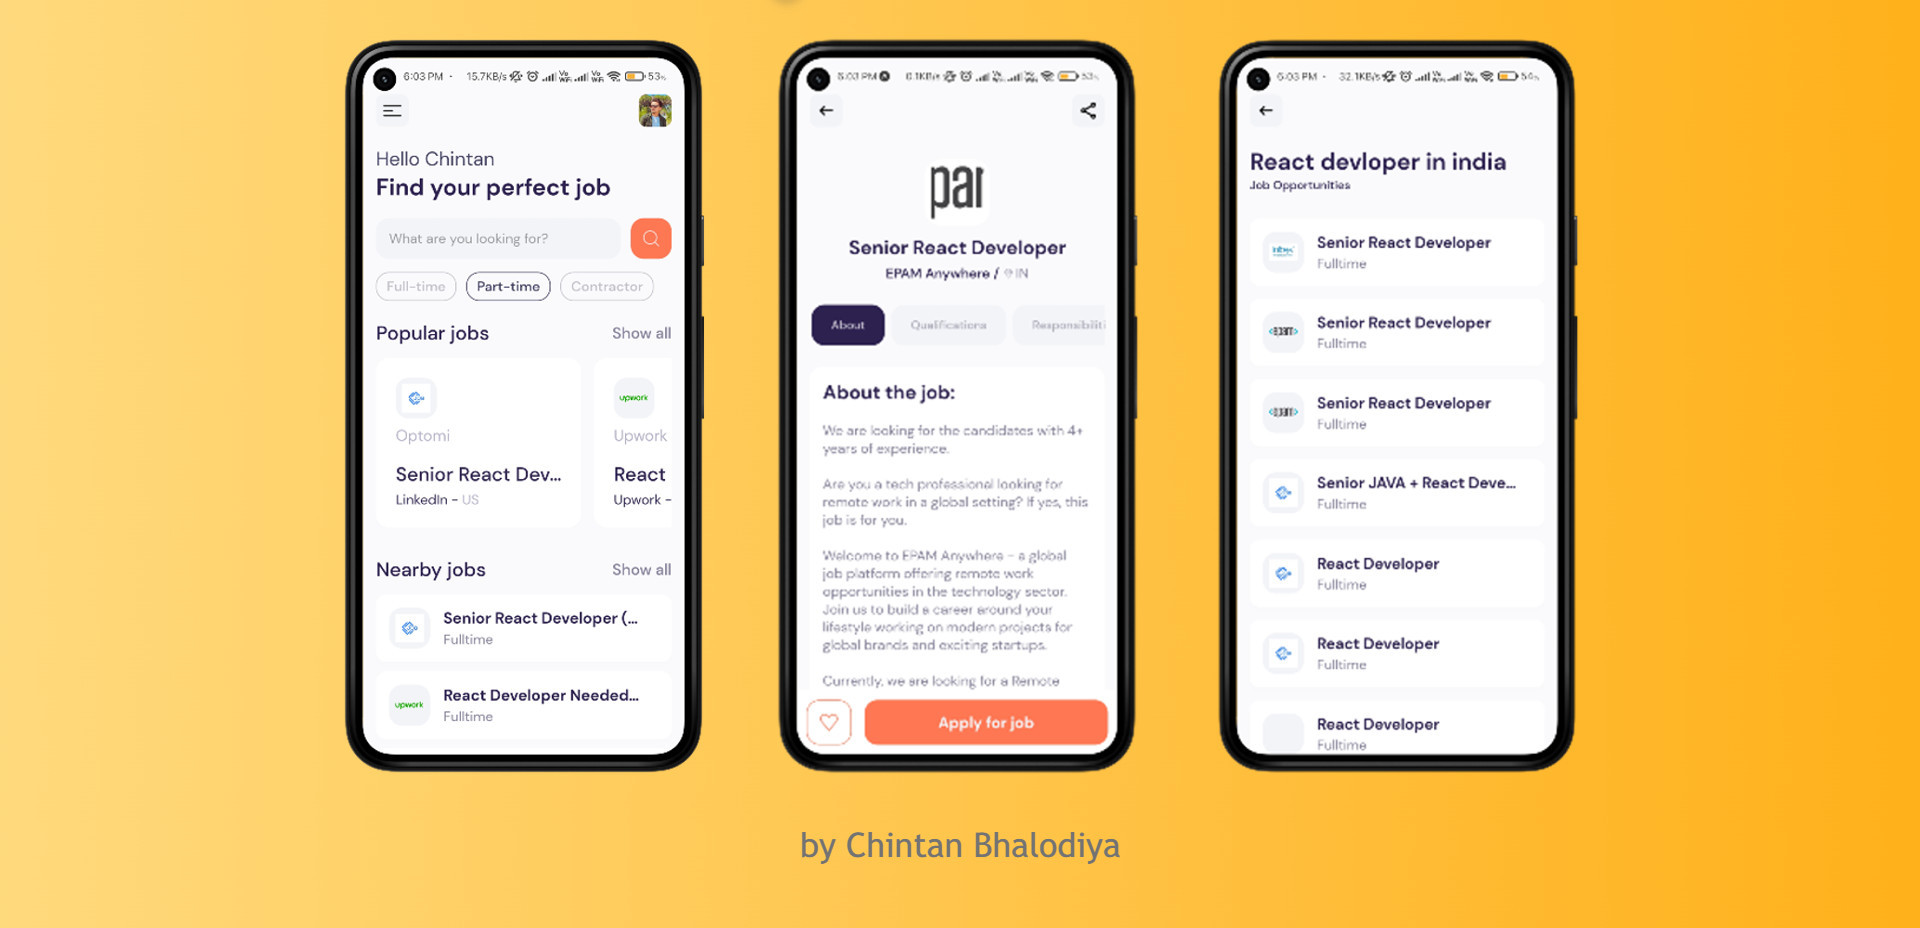 6:03 PM
15.7KB/s
53%
Hello Chintan
Find your perfect job
What are you looking for?
Full-time
Part-time
Contractor
Popular jobs
Show all
Optomi
Senior React Dev...
LinkedIn - US
upwork
Upwork
React
Upwork -
Nearby jobs
Show all
Senior React Developer (...
Fulltime
upwork
React Developer Needed...
Fulltime
6:03 PM
0.1KB/s
53%
par
Senior React Developer
EPAM Anywhere / IN
About
Qualifications
Responsibiliti
About the job:
We are looking for the candidates with 4+
years of experience.
Are you a tech professional looking for
remote work in a global setting? If yes, this
job is for you.
Welcome to EPAM Anywhere – a global
job platform offering remote work
opportunities in the technology sector.
Join us to build a career around your
lifestyle working on modern projects for
global brands and exciting startups.
Currently, we are looking for a Remote
Apply for job
6:03 PM
32.1KB/s
54%
React devloper in india
Job Opportunities
Senior React Developer
Fulltime
<epam>
Senior React Developer
Fulltime
<epam>
Senior React Developer
Fulltime
Senior JAVA + React Deve...
Fulltime
React Developer
Fulltime
React Developer
Fulltime
React Developer
Fulltime
by Chintan Bhalodiya